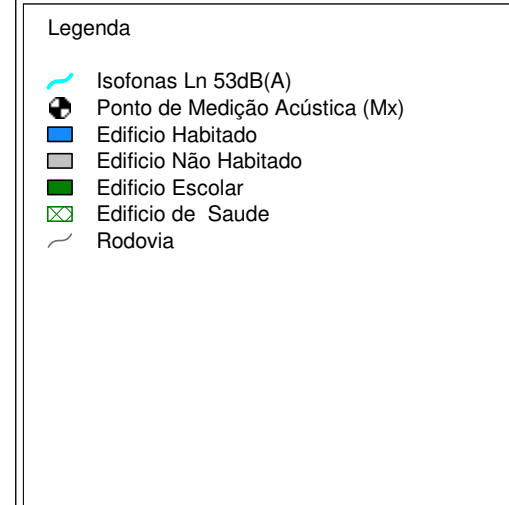 Legenda
Isofonas Ln 53dB(A)
Ponto de Medição Acústica (Mx)
Edificio Habitado
Edificio Não Habitado
Edificio Escolar
Edificio de Saude
Rodovia